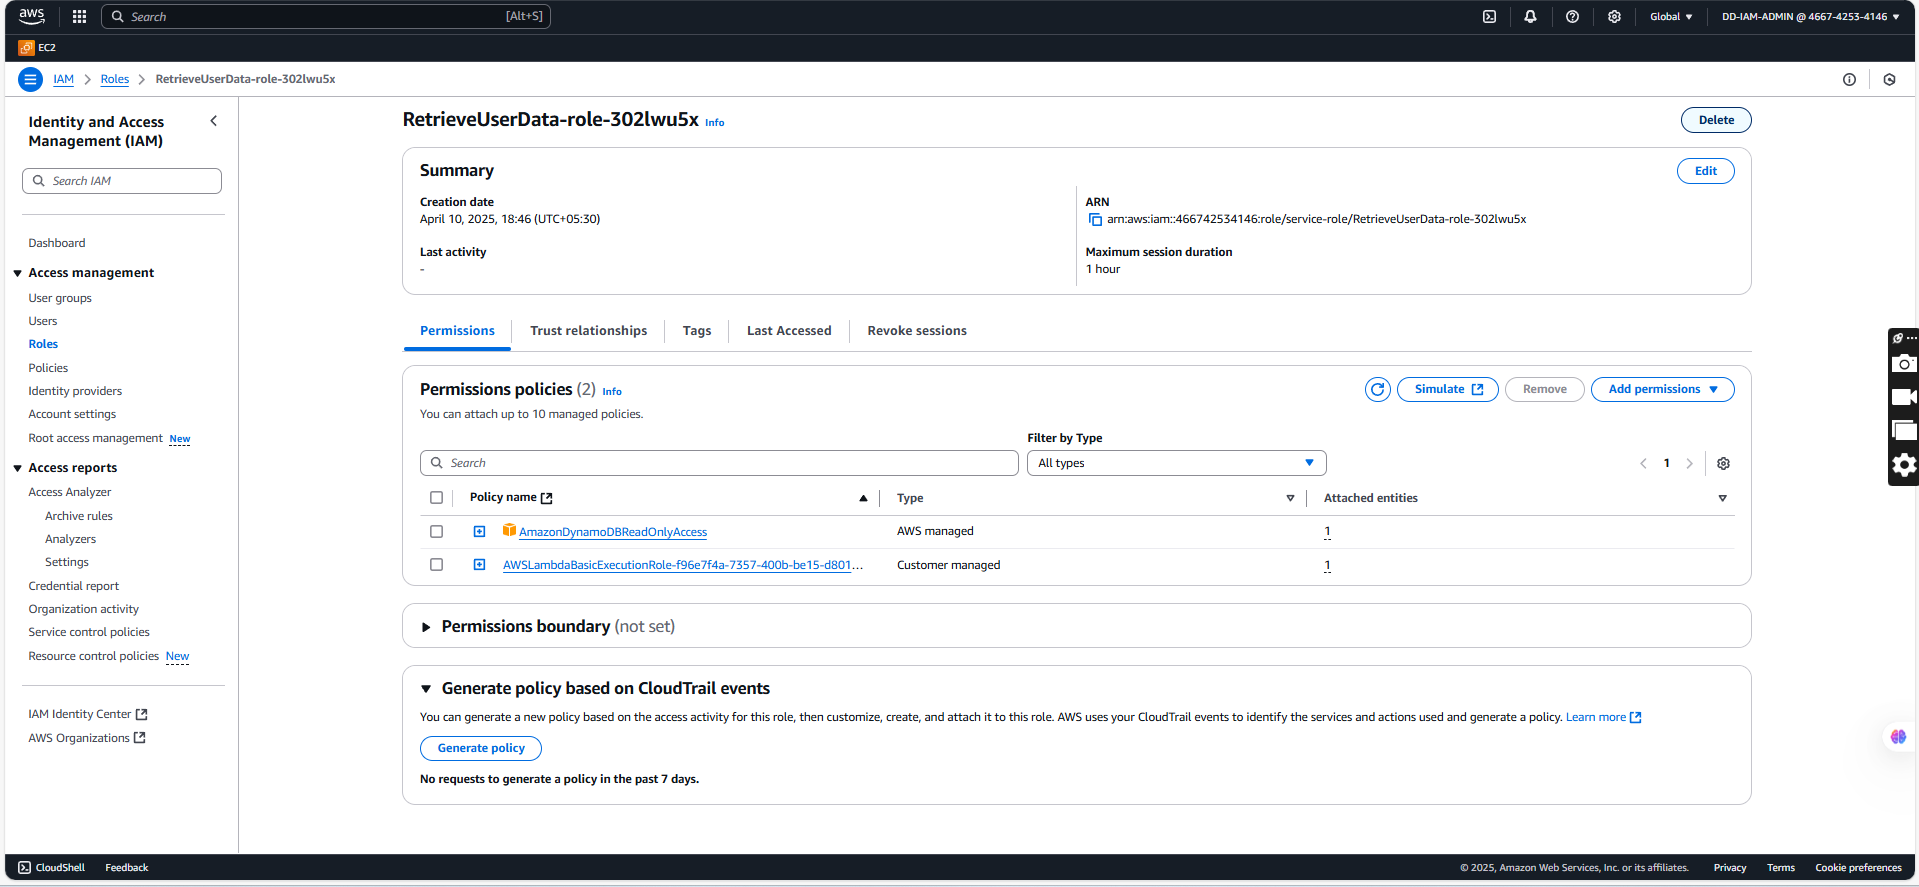 aws
Search [Alt+S]
Global
DD-IAM-ADMIN @ 4667-4253-4146
EC2
IAM > Roles > RetrieveUserData-role-302lwu5x
Identity and Access
Management (IAM)
Search IAM
Dashboard
Access management
User groups
Users
Roles
Policies
Identity providers
Account settings
Root access management New
Access reports
Access Analyzer
Archive rules
Analyzers
Settings
Credential report
Organization activity
Service control policies
Resource control policies New
IAM Identity Center
AWS Organizations
RetrieveUserData-role-302lwu5x Info
Delete
Summary
Edit
Creation date
April 10, 2025, 18:46 (UTC+05:30)
ARN
arn:aws:iam::466742534146:role/service-role/RetrieveUserData-role-302lwu5x
Last activity
-
Maximum session duration
1 hour
Permissions
Trust relationships
Tags
Last Accessed
Revoke sessions
Permissions policies (2) Info
Simulate
Remove
Add permissions
You can attach up to 10 managed policies.
Filter by Type
Search
All types
1
Policy name
Type
Attached entities
AmazonDynamoDBReadOnlyAccess AWS managed 1
AWSLambdaBasicExecutionRole-f96e7f4a-7357-400b-be15-d801... Customer managed 1
Permissions boundary (not set)
Generate policy based on CloudTrail events
You can generate a new policy based on the access activity for this role, then customize, create, and attach it to this role. AWS uses your CloudTrail events to identify the services and actions used and generate a policy. Learn more
Generate policy
No requests to generate a policy in the past 7 days.
CloudShell
Feedback
© 2025, Amazon Web Services, Inc. or its affiliates.
Privacy
Terms
Cookie preferences